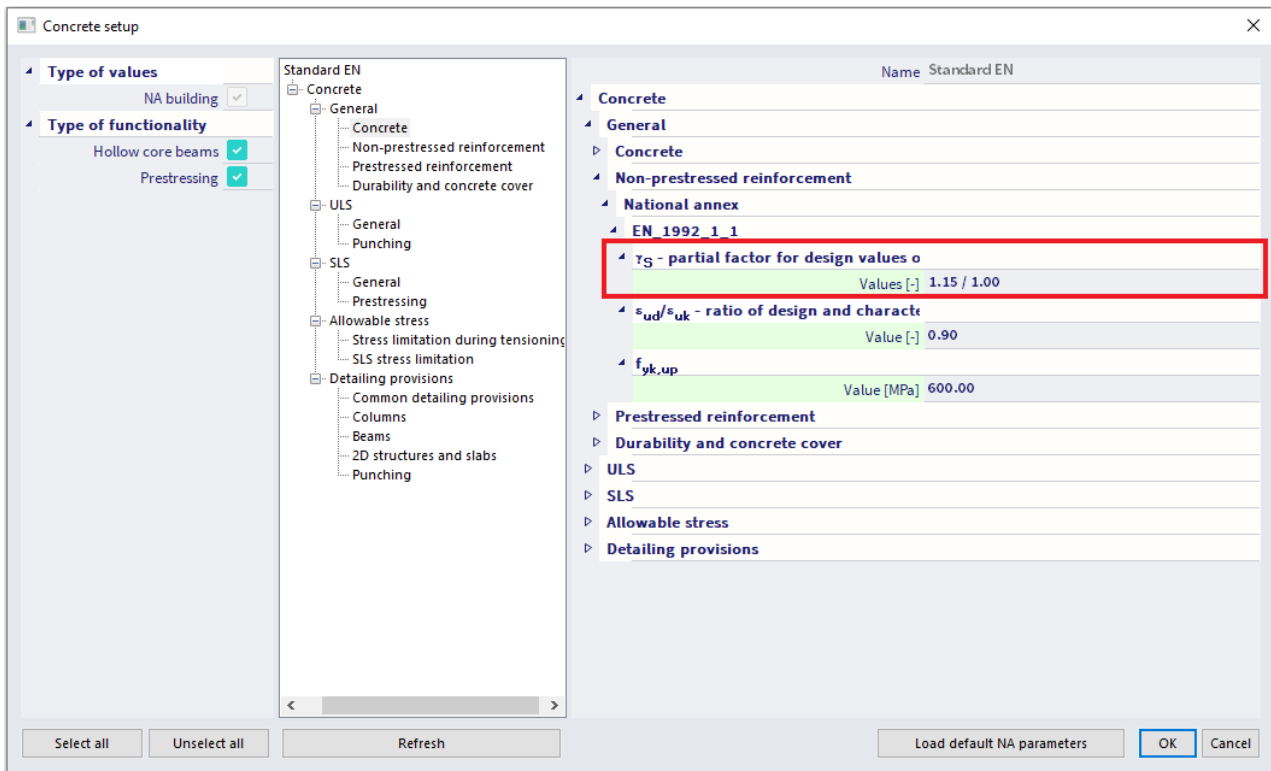 Concrete setup
Type of values
NA building
Type of functionality
Hollow core beams
Prestressing
Standard EN
Concrete
General
Concrete
Non-prestressed reinforcement
Prestressed reinforcement
Durability and concrete cover
ULS
General
Punching
SLS
General
Prestressing
Allowable stress
Stress limitation during tensioning
SLS stress limitation
Detailing provisions
Common detailing provisions
Columns
Beams
2D structures and slabs
Punching
Name Standard EN
Concrete
General
Concrete
Non-prestressed reinforcement
National annex
EN_1992_1_1
γS - partial factor for design values o
Values [-] 1.15 / 1.00
εud/εuk - ratio of design and characte
Value [-] 0.90
fyk,up
Value [MPa] 600.00
Prestressed reinforcement
Durability and concrete cover
ULS
SLS
Allowable stress
Detailing provisions
Select all Unselect all Refresh Load default NA parameters OK Cancel